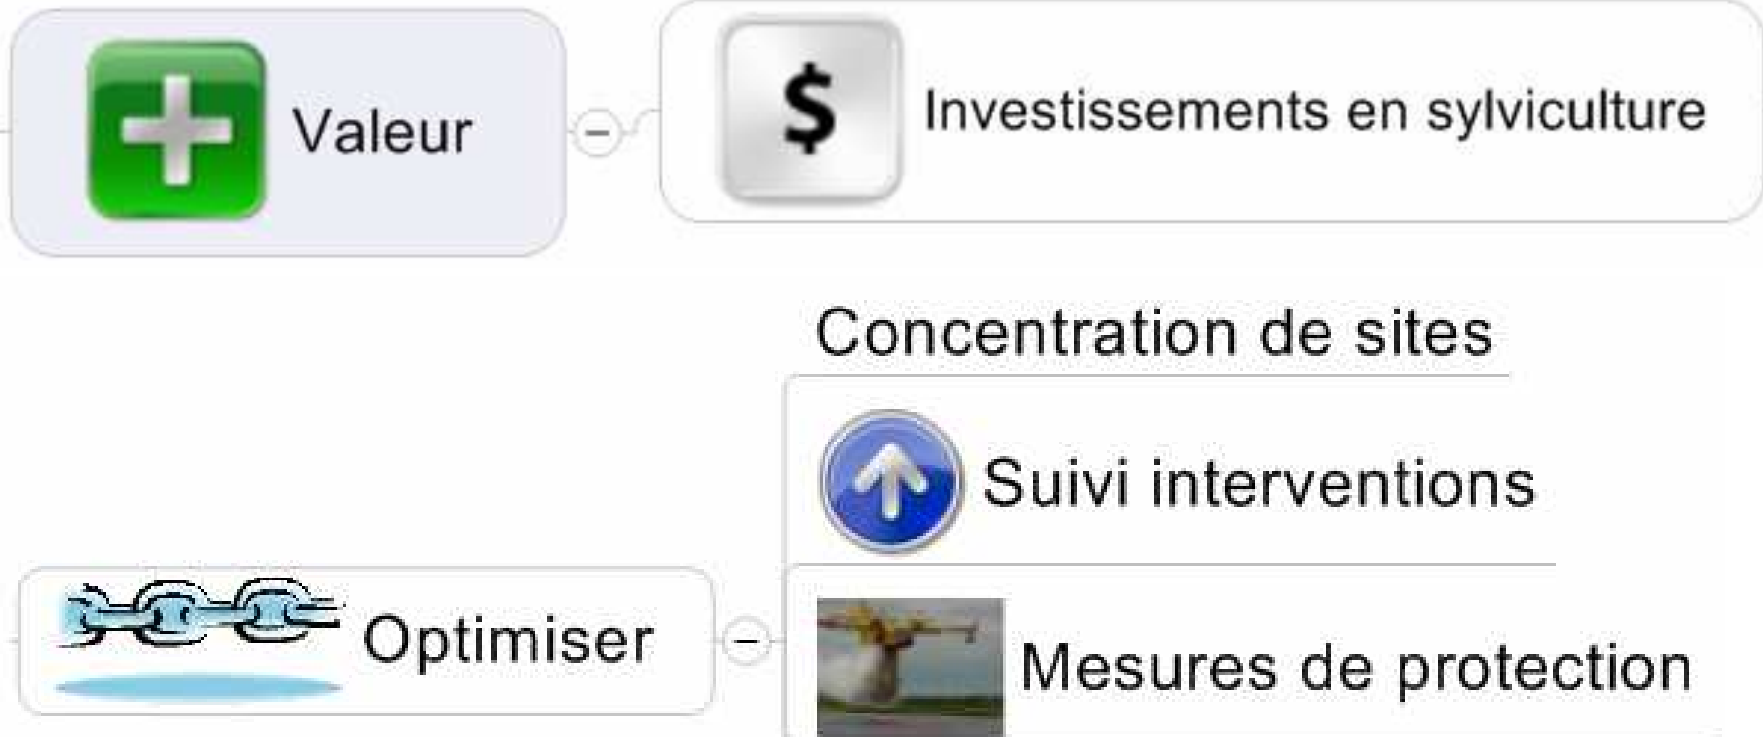 Valeur
$ Investissements en sylviculture
Concentration de sites
Suivi interventions
Optimiser
Mesures de protection